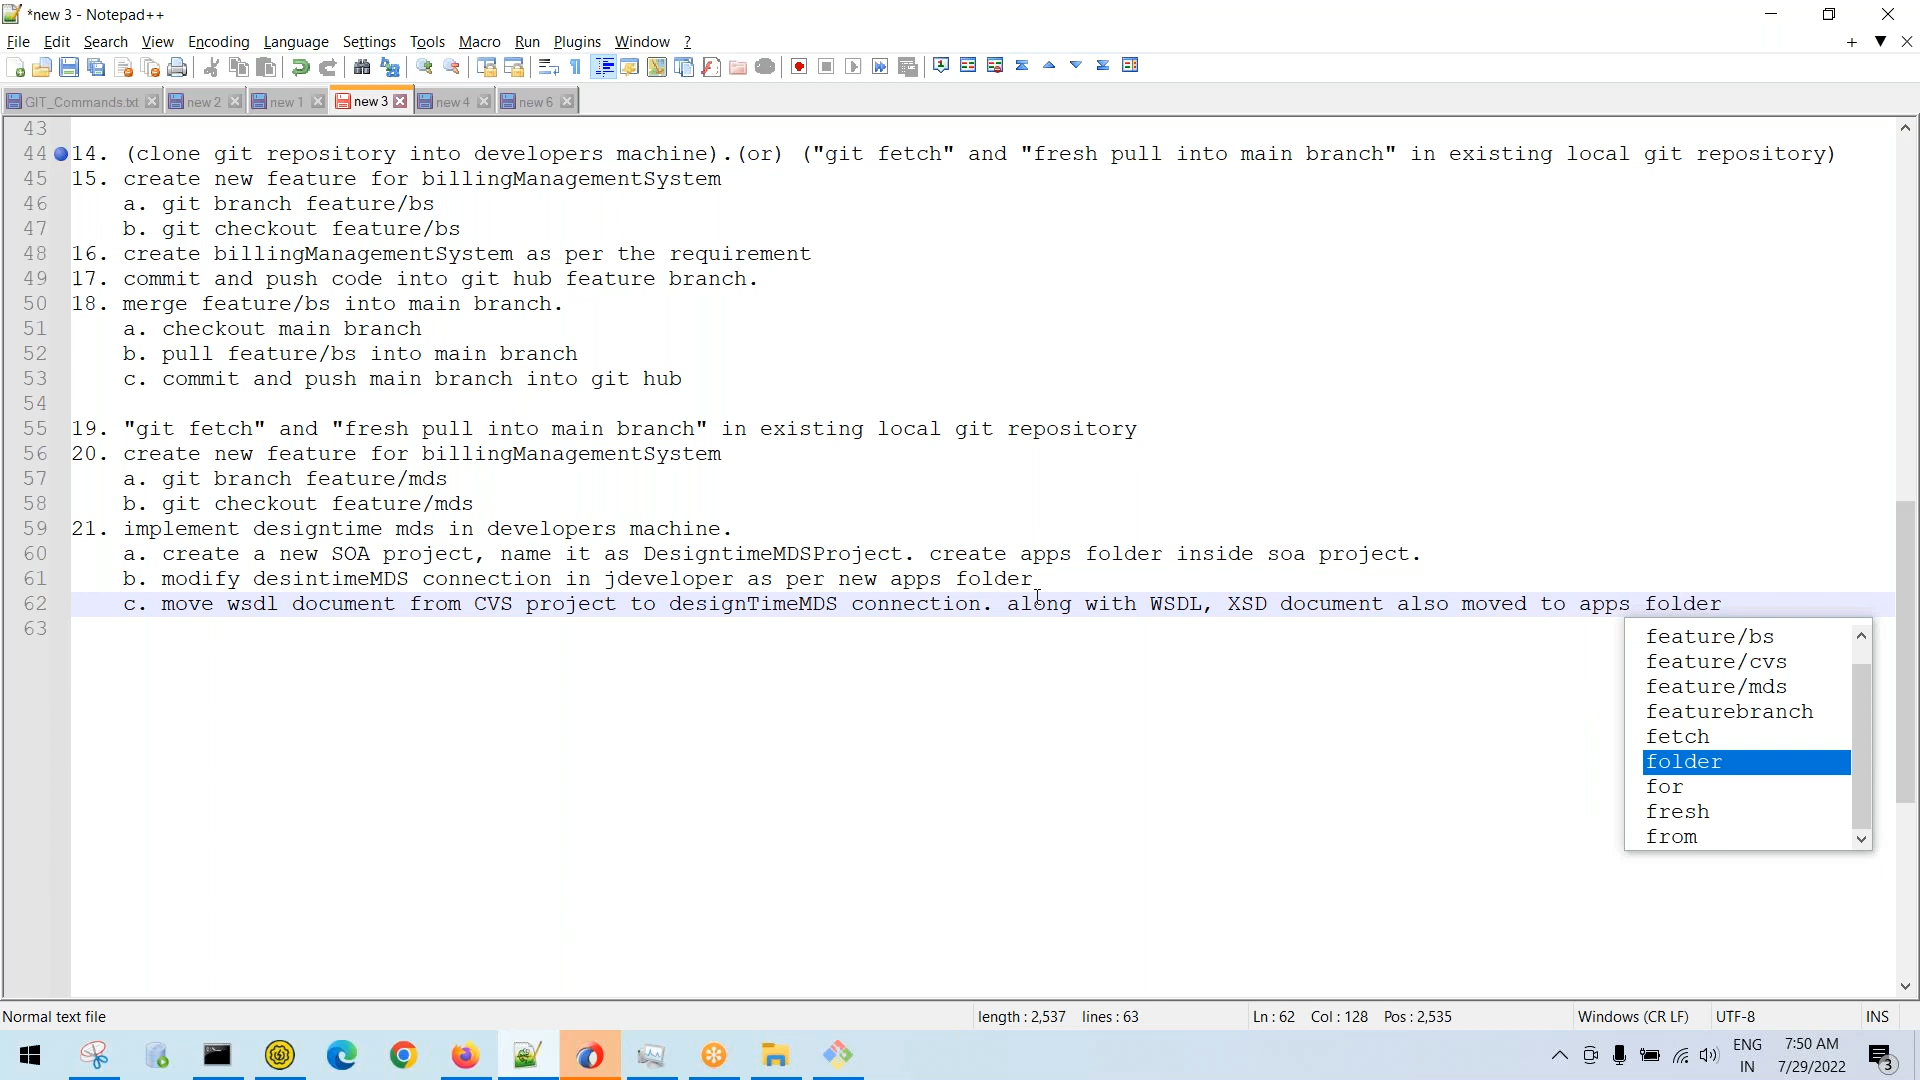 *new 3 - Notepad++
File Edit Search View Encoding Language Settings Tools Macro Run Plugins Window ?
GIT_Commands.txt new 2 new 1 new 3 new 4 new 6
43
44 14. (clone git repository into developers machine).(or) ("git fetch" and "fresh pull into main branch" in existing local git repository)
45 15. create new feature for billingManagementSystem
46 a. git branch feature/bs
47 b. git checkout feature/bs
48 16. create billingManagementSystem as per the requirement
49 17. commit and push code into git hub feature branch.
50 18. merge feature/bs into main branch.
51 a. checkout main branch
52 b. pull feature/bs into main branch
53 c. commit and push main branch into git hub
54
55 19. "git fetch" and "fresh pull into main branch" in existing local git repository
56 20. create new feature for billingManagementSystem
57 a. git branch feature/mds
58 b. git checkout feature/mds
59 21. implement designtime mds in developers machine.
60 a. create a new SOA project, name it as DesigntimeMDSProject. create apps folder inside soa project.
61 b. modify desintimeMDS connection in jdeveloper as per new apps folder
62 c. move wsdl document from CVS project to designTimeMDS connection. along with WSDL, XSD document also moved to apps folder
63
feature/bs
feature/cvs
feature/mds
featurebranch
fetch
folder
for
fresh
from
Normal text file length : 2,537 lines : 63 Ln : 62 Col : 128 Pos : 2,535 Windows (CR LF) UTF-8 INS
ENG 7:50 AM
IN 7/29/2022 3